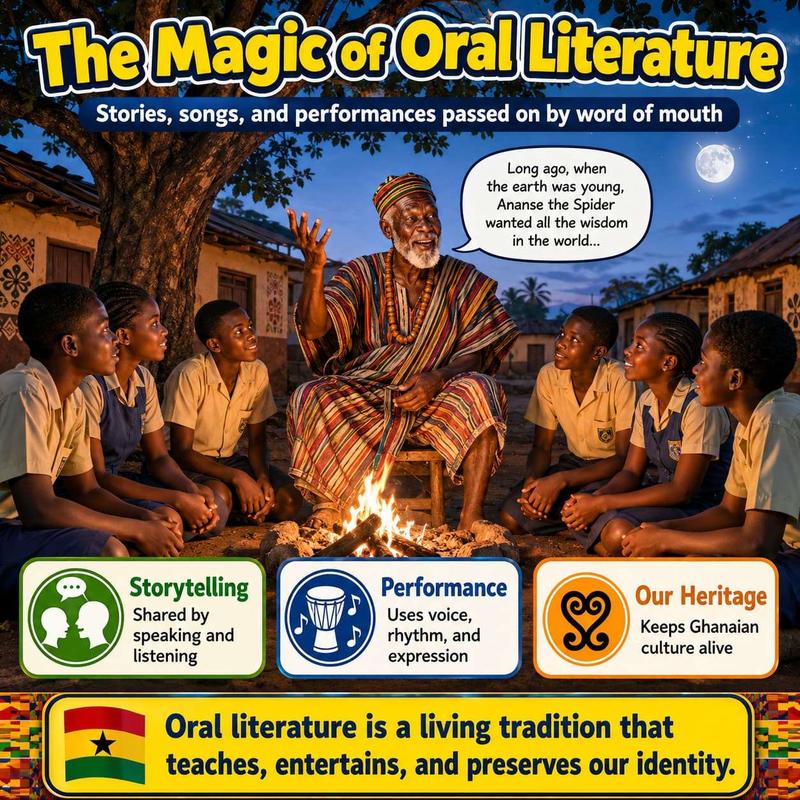 The Magic of Oral Literature
Stories, songs, and performances passed on by word of mouth
Long ago, when
the earth was young,
Ananse the Spider
wanted all the wisdom
in the world...
Storytelling
Shared by
speaking and
listening
Performance
Uses voice,
rhythm, and
expression
Our Heritage
Keeps Ghanaian
culture alive
Oral literature is a living tradition that
teaches, entertains, and preserves our identity.